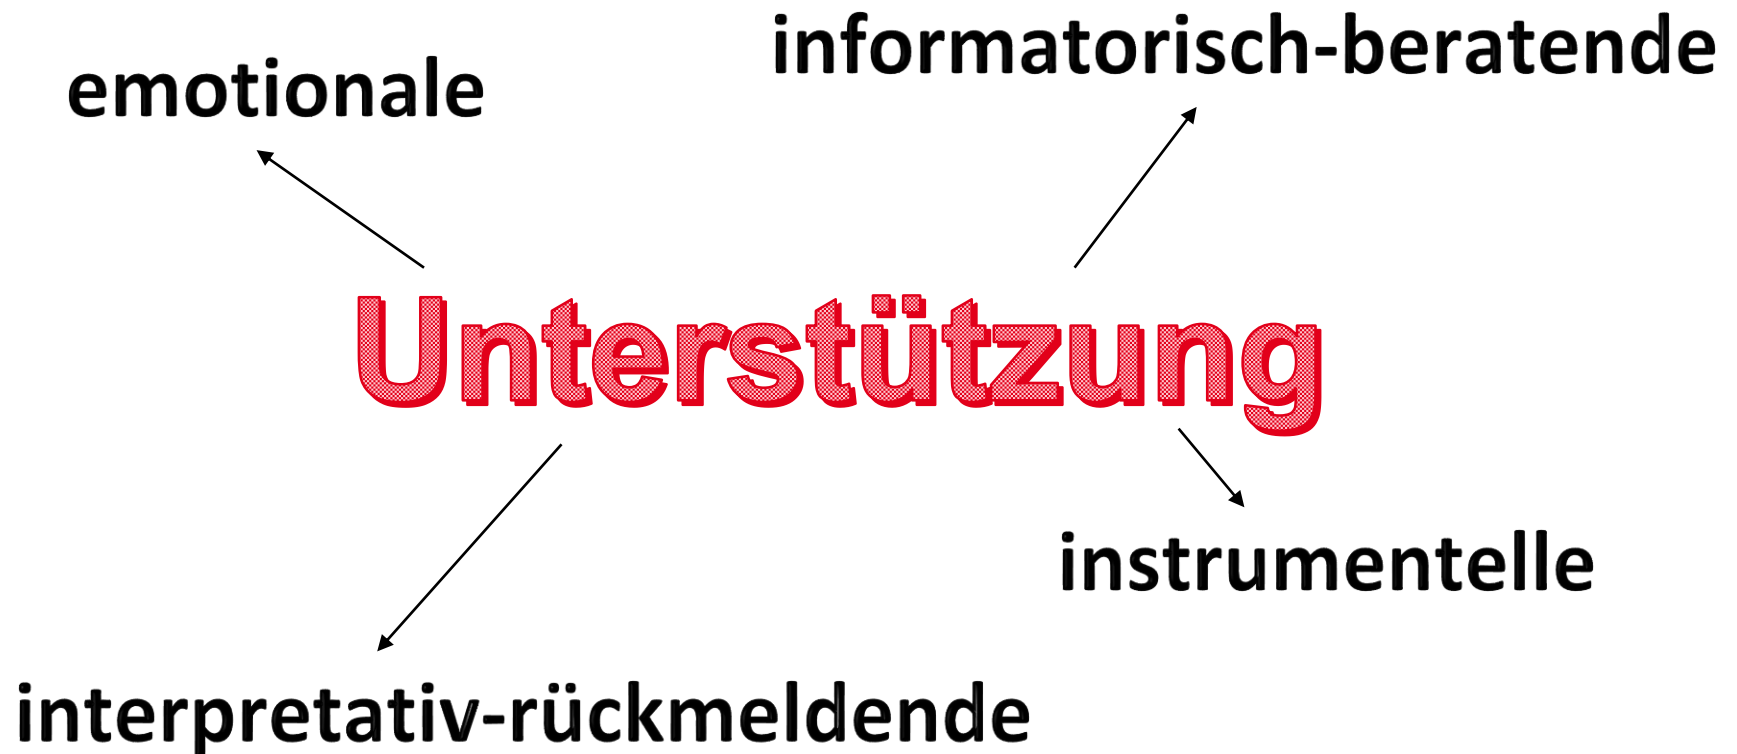 emotionale
informatorisch-beratende
Unterstützung
instrumentelle
interpretativ-rückmeldende